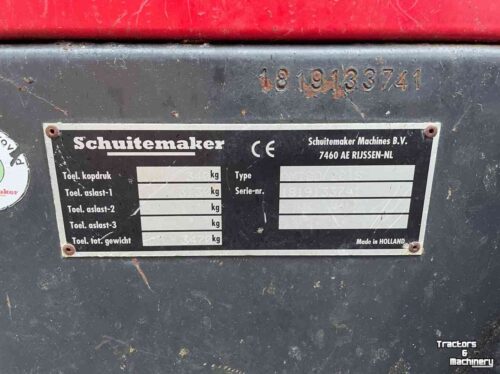 1819133741
Schuitemaker
CE
Schuitemaker Machines B.V.
7460 AE RIJSSEN-NL
Toel. kopdruk kg
Toel. aslast-1 kg
Toel. aslast-2 kg
Toel. aslast-3 kg
Toel. tot. gewicht kg
Type
Serie-nr.
Made in HOLLAND
Tractors
& Machinery